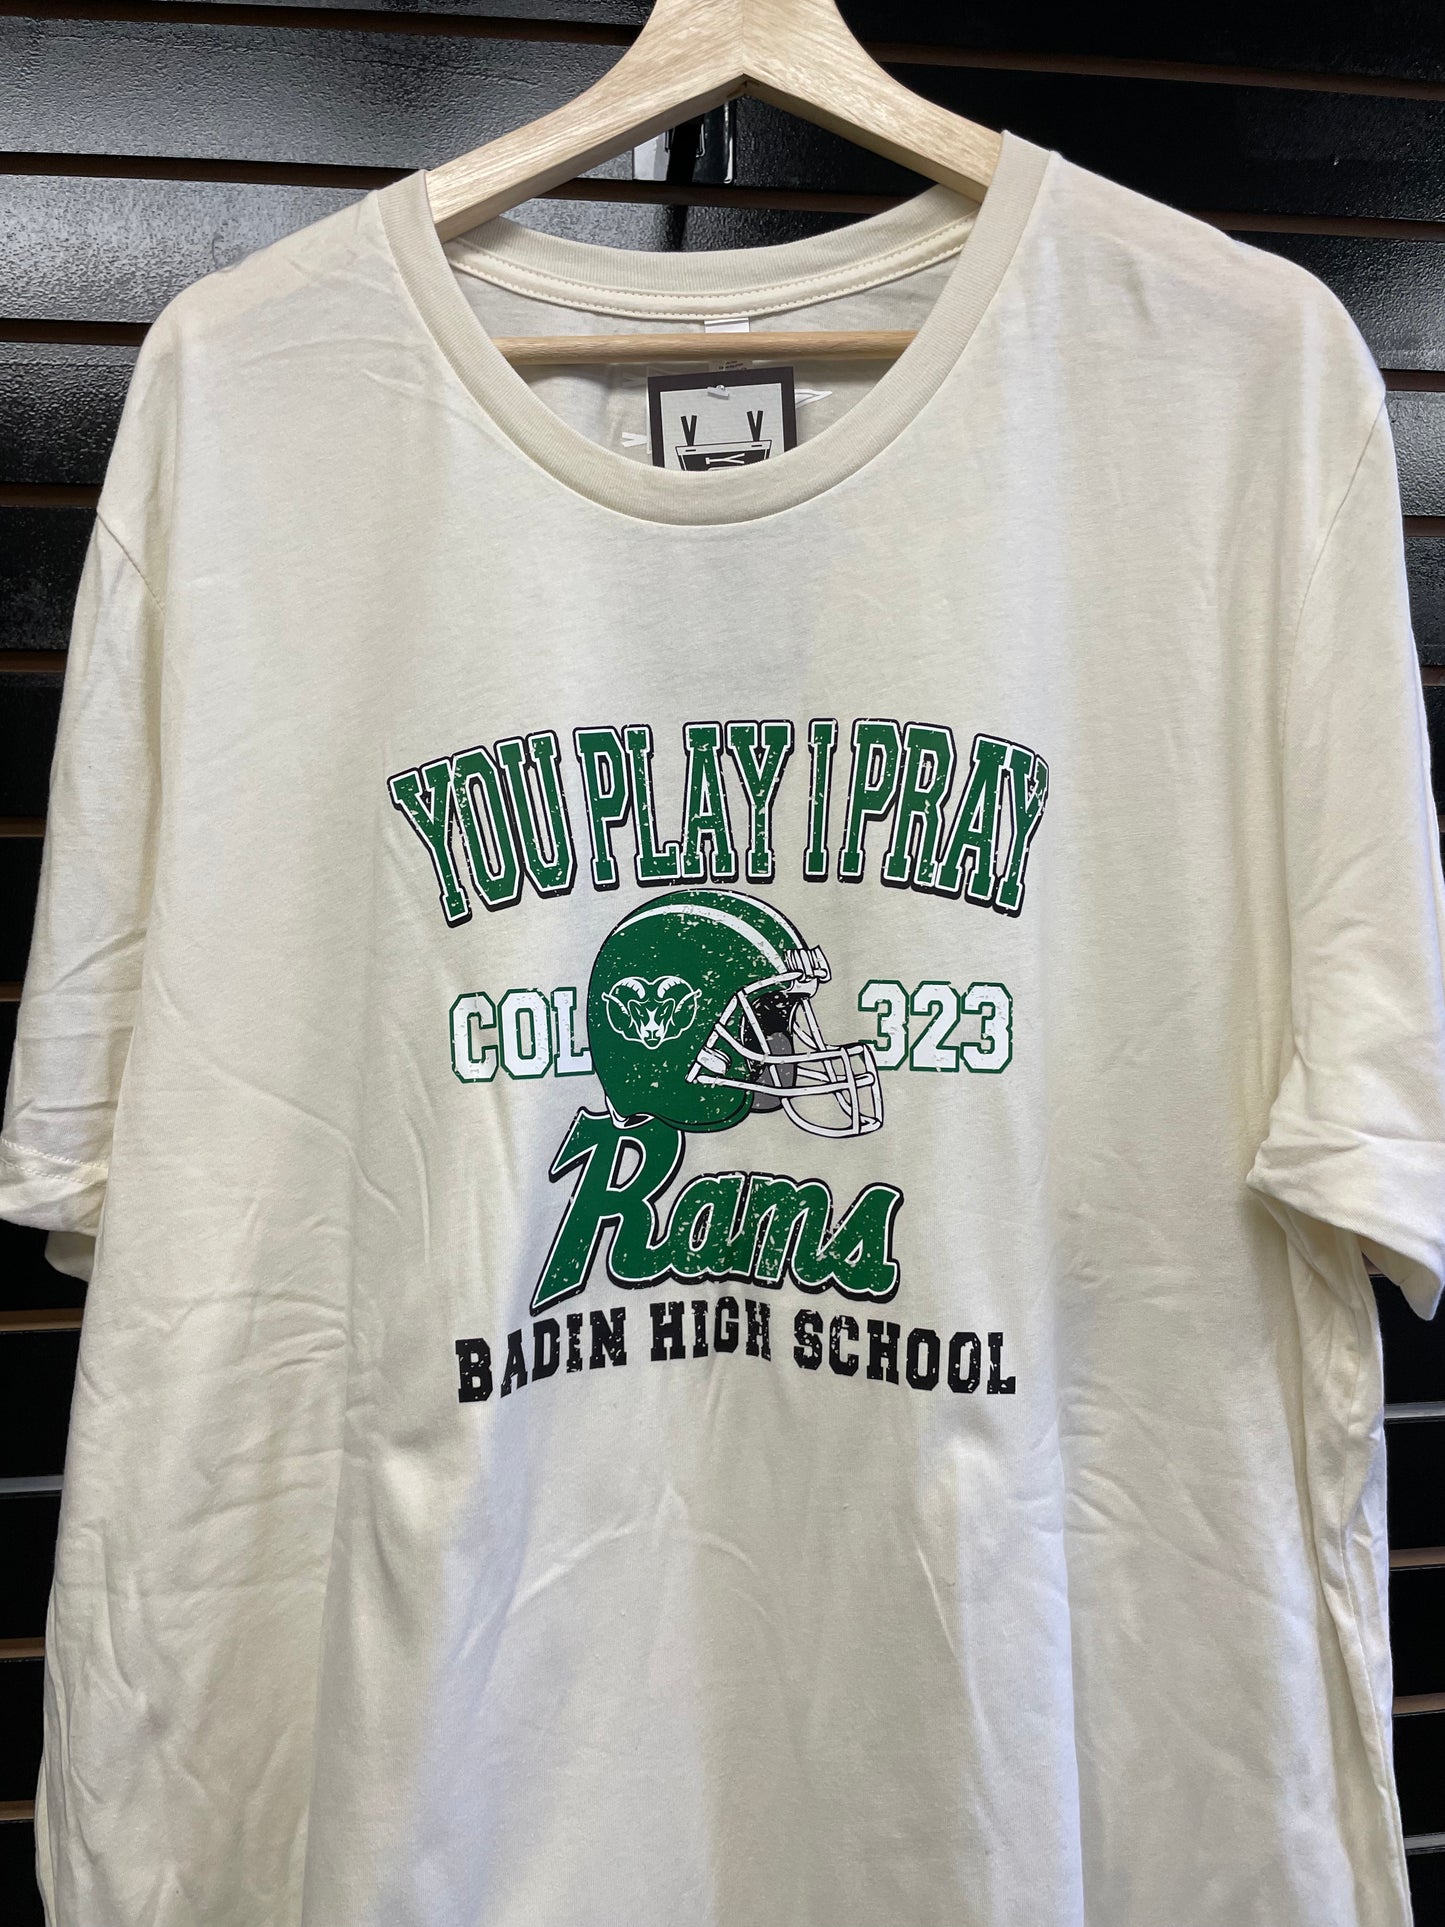 YOU PLAY I PRAY
COL 323
Rams
BADIN HIGH SCHOOL